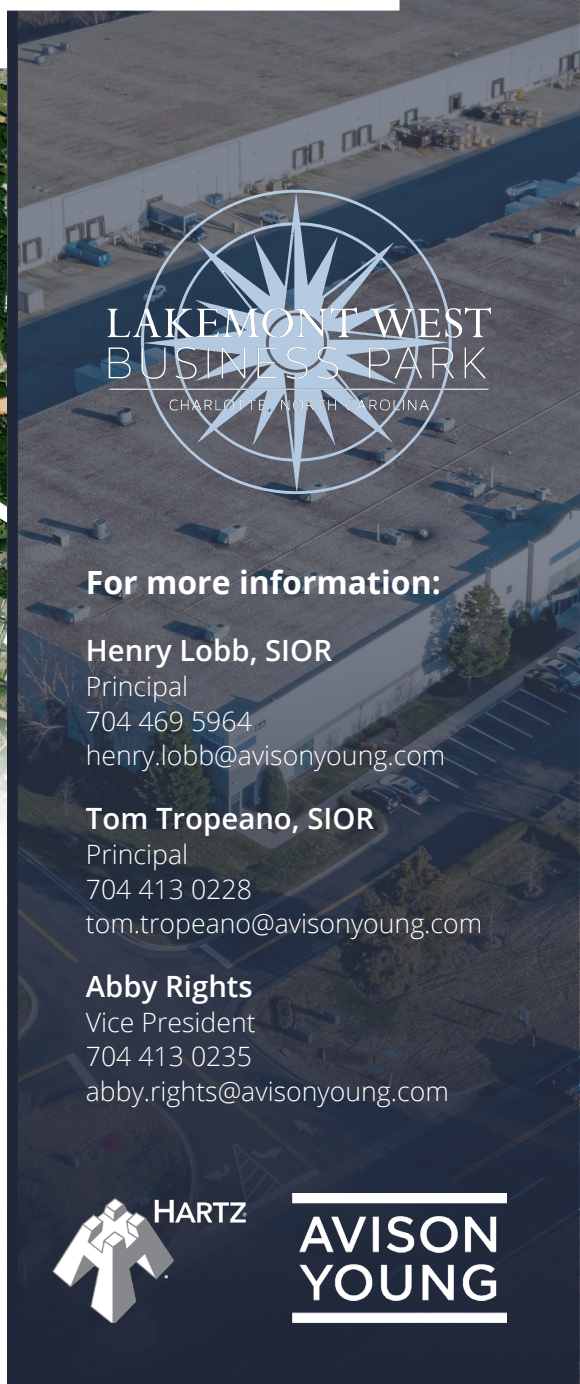 LAKEMONT WEST
BUSINESS PARK
CHARLOTTE, NORTH CAROLINA
For more information:
Henry Lobb, SIOR
Principal
704 469 5964
henry.lobb@avisonyoung.com
Tom Tropeano, SIOR
Principal
704 413 0228
tom.tropeano@avisonyoung.com
Abby Rights
Vice President
704 413 0235
abby.rights@avisonyoung.com
HARTZ
AVISON
YOUNG